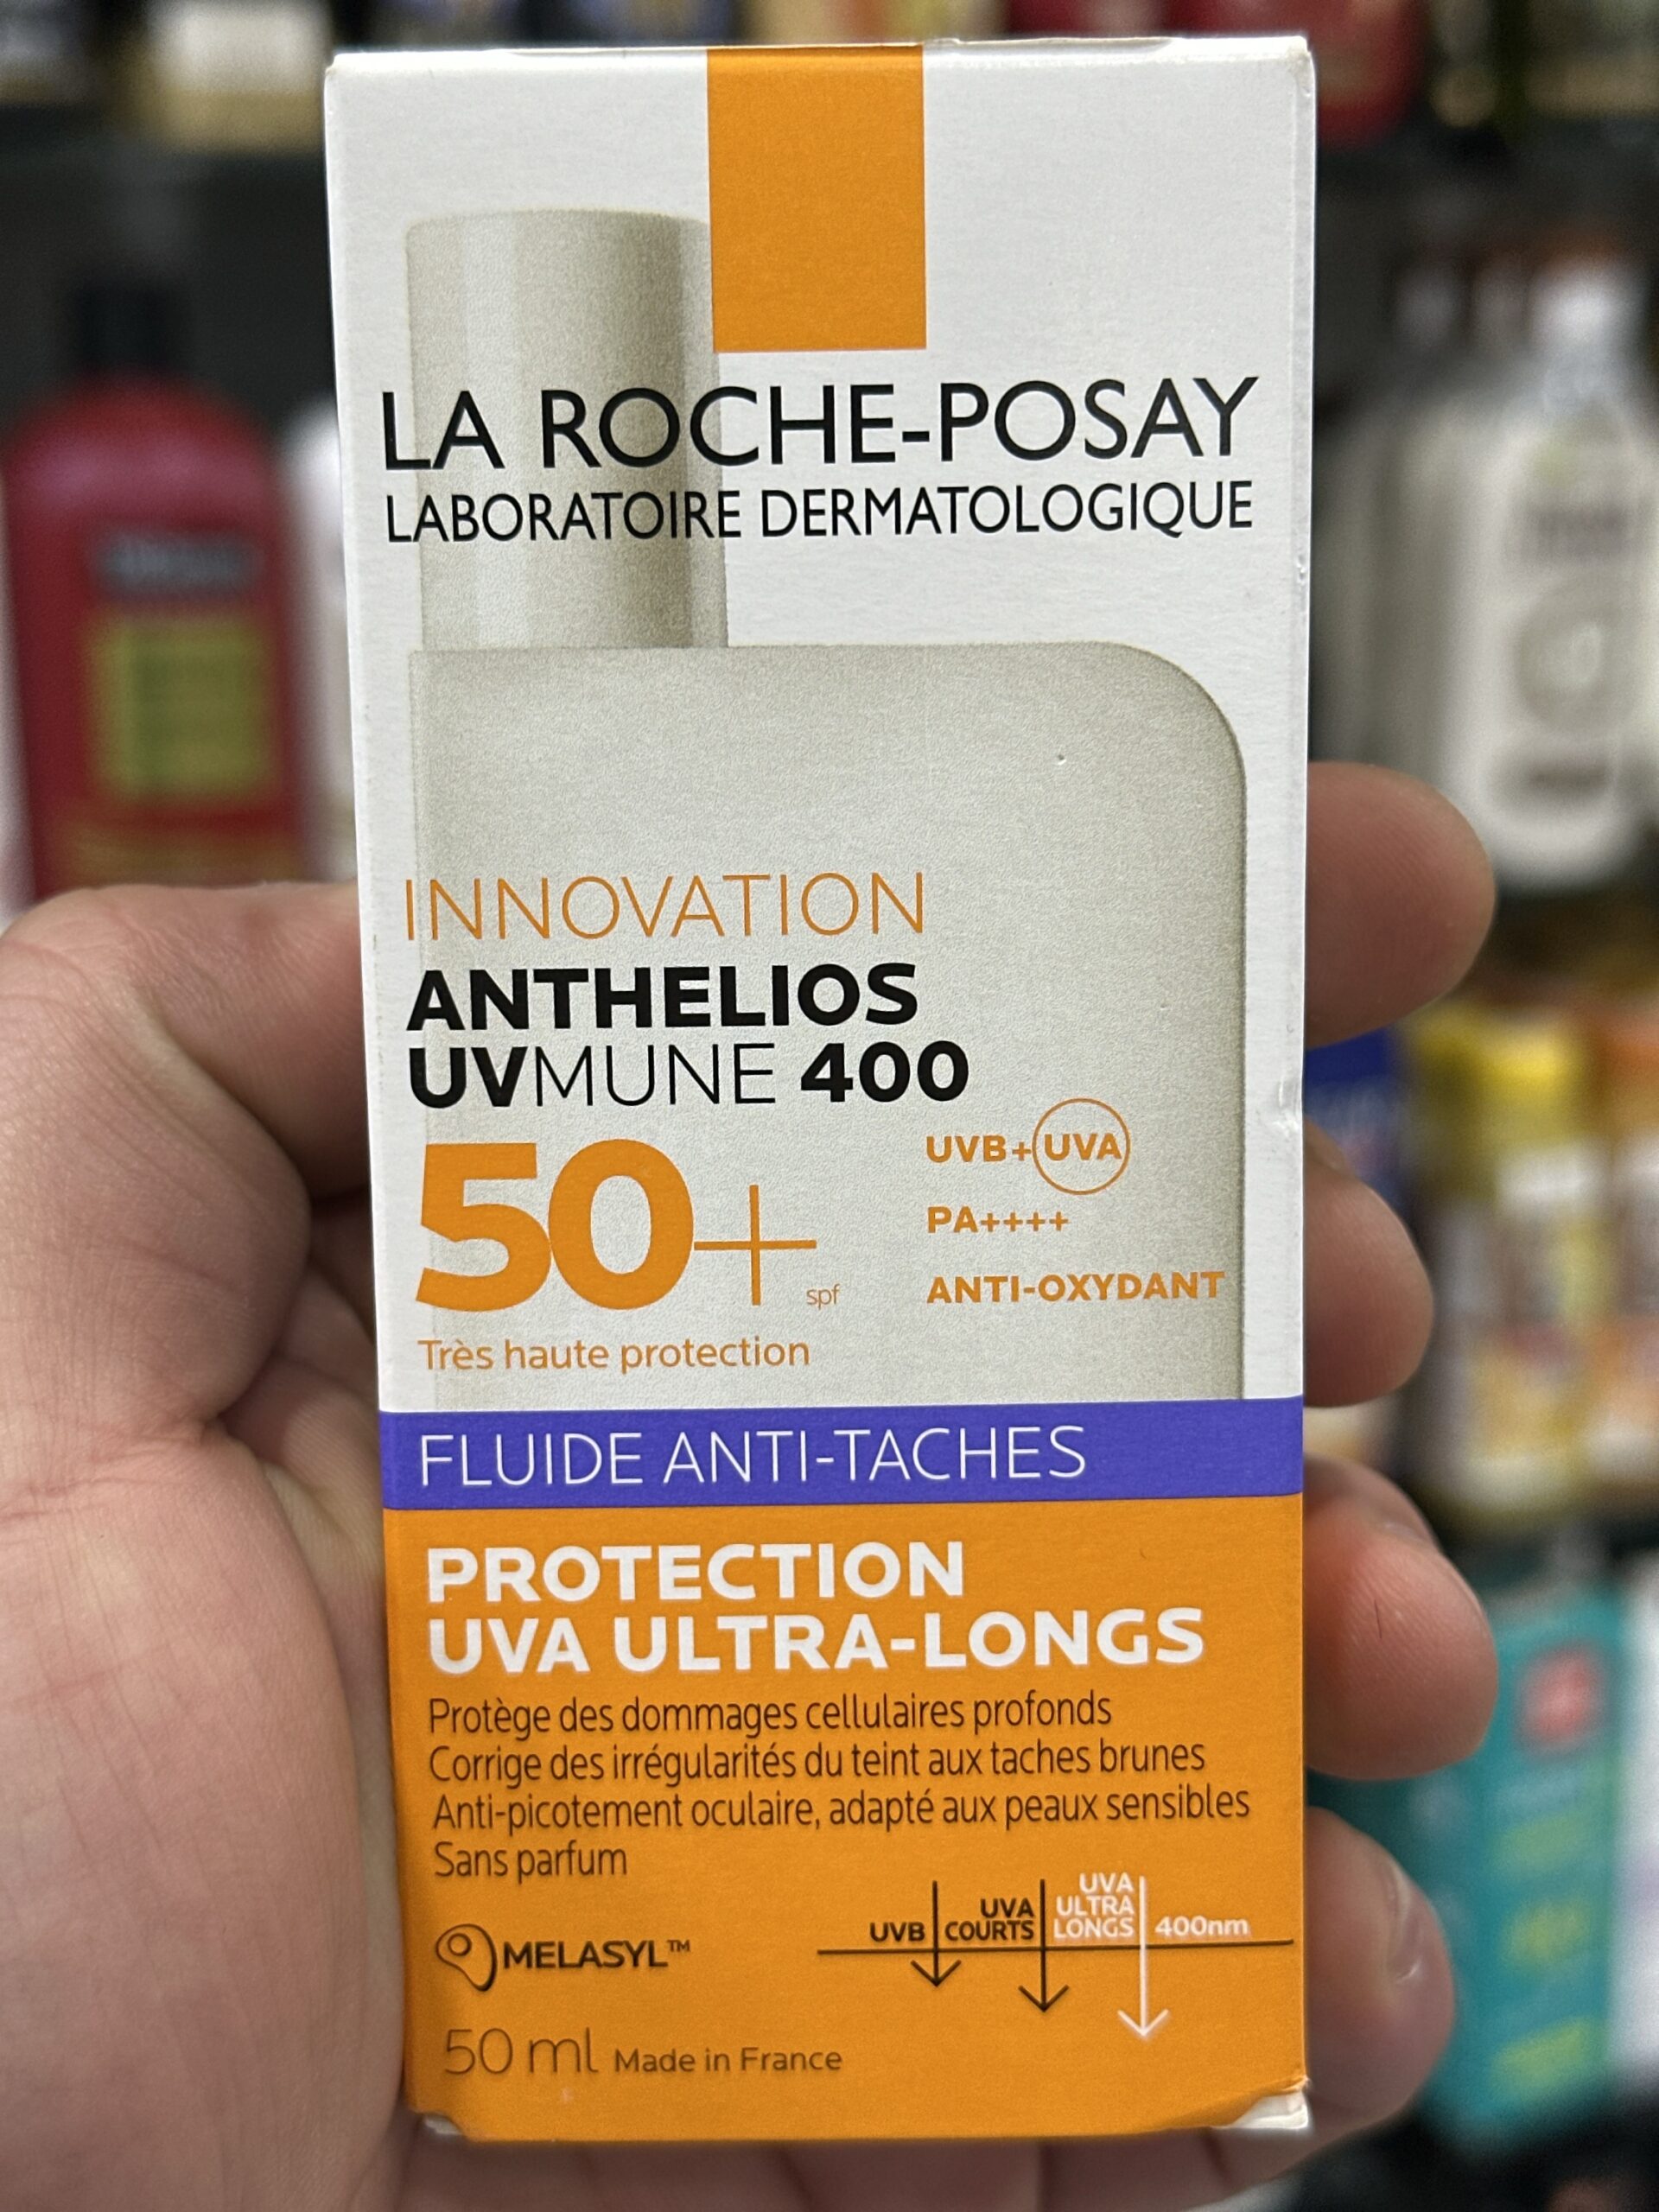 LA ROCHE-POSAY
LABORATOIRE DERMATOLOGIQUE
INNOVATION
ANTHELIOS
UVMUNE 400
50+ spf
UVB+UVA
PA++++
ANTI-OXYDANT
Très haute protection
FLUIDE ANTI-TACHES
PROTECTION
UVA ULTRA-LONGS
Protège des dommages cellulaires profonds
Corrige des irrégularités du teint aux taches brunes
Anti-picotement oculaire, adapté aux peaux sensibles
Sans parfum
MELASYL™
UVB
UVA
COURTS
UVA
ULTRA
LONGS
400nm
50 ml Made in France